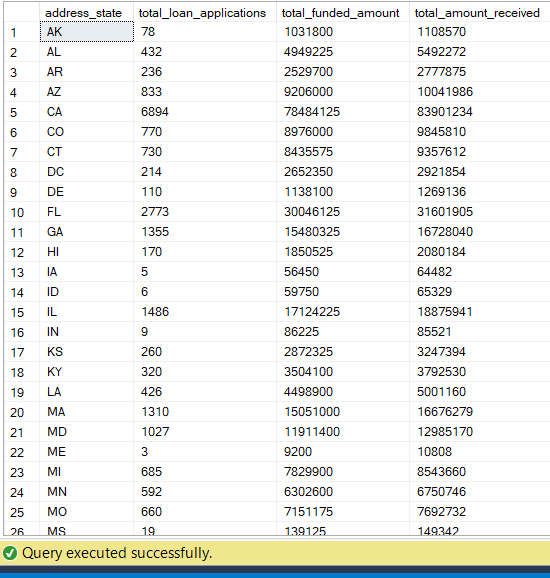 address_state total_loan_applications total_funded_amount total_amount_received
1 AK 78 1031800 1108570
2 AL 432 4949225 5492272
3 AR 236 2529700 2777875
4 AZ 833 9206000 10041986
5 CA 6894 78484125 83901234
6 CO 770 8976000 9845810
7 CT 730 8435575 9357612
8 DC 214 2652350 2921854
9 DE 110 1138100 1269136
10 FL 2773 30046125 31601905
11 GA 1355 15480325 16728040
12 HI 170 1850525 2080184
13 IA 5 56450 64482
14 ID 6 59750 65329
15 IL 1486 17124225 18875941
16 IN 9 86225 85521
17 KS 260 2872325 3247394
18 KY 320 3504100 3792530
19 LA 426 4498900 5001160
20 MA 1310 15051000 16676279
21 MD 1027 11911400 12985170
22 ME 3 9200 10808
23 MI 685 7829900 8543660
24 MN 592 6302600 6750746
25 MO 660 7151175 7692732
26 MS 19 139125 149342
Query executed successfully.